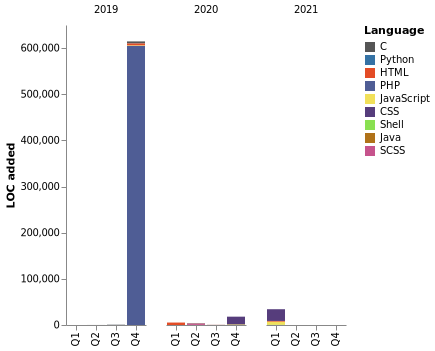 2019 2020 2021
LOC added
600,000
500,000
400,000
300,000
200,000
100,000
0
Q1 Q2 Q3 Q4 Q1 Q2 Q3 Q4 Q1 Q2 Q3 Q4
Language
C
Python
HTML
PHP
JavaScript
CSS
Shell
Java
SCSS